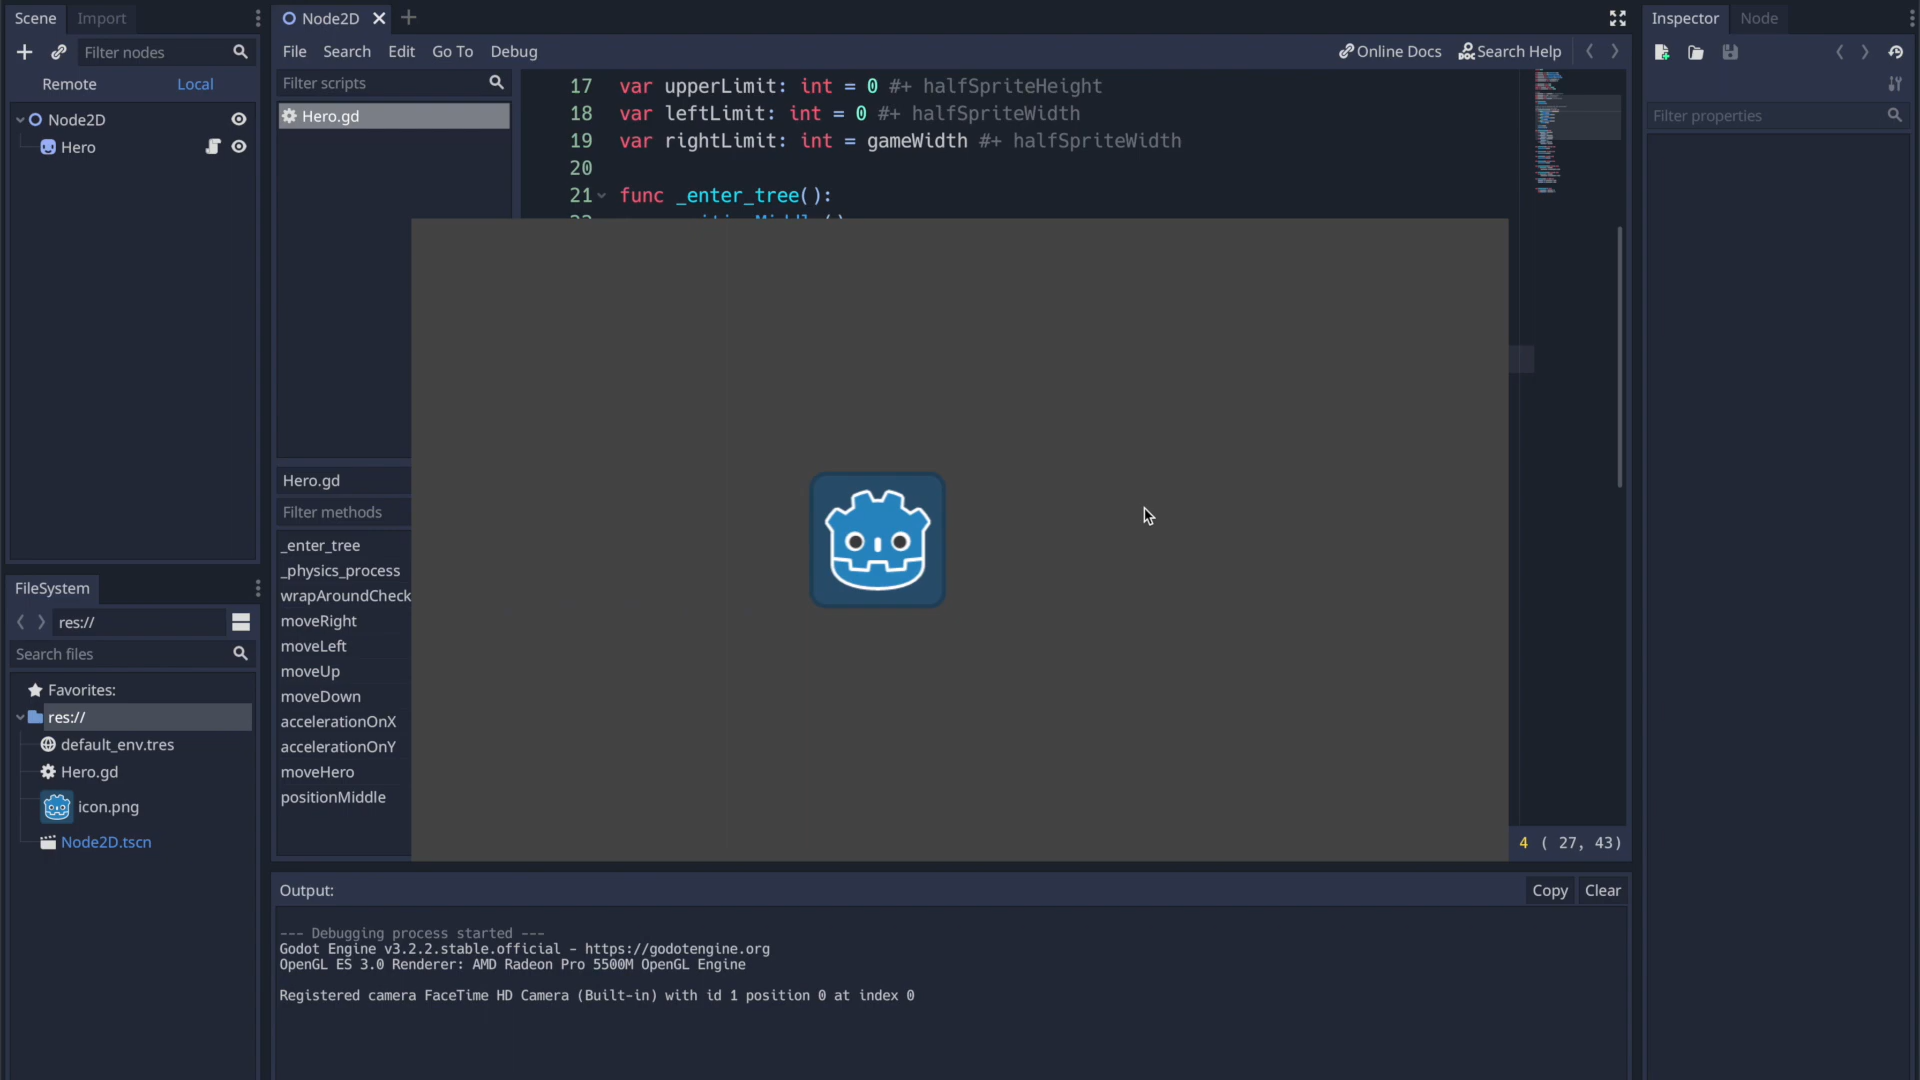 Scene
Import
Filter nodes
Remote
Local
Node2D
Hero
FileSystem
res://
Search files
Favorites:
res://
default_env.tres
Hero.gd
icon.png
Node2D.tscn
Node2D
File Search Edit Go To Debug
Online Docs
Search Help
Filter scripts
Hero.gd
Hero.gd
Filter methods
_enter_tree
_physics_process
wrapAroundCheck
moveRight
moveLeft
moveUp
moveDown
accelerationOnX
accelerationOnY
moveHero
positionMiddle
17 var upperLimit: int = 0 #+ halfSpriteHeight
18 var leftLimit: int = 0 #+ halfSpriteWidth
19 var rightLimit: int = gameWidth #+ halfSpriteWidth
20
21 func _enter_tree():
4 ( 27, 43)
Output:
Copy
Clear
--- Debugging process started ---
Godot Engine v3.2.2.stable.official - https://godotengine.org
OpenGL ES 3.0 Renderer: AMD Radeon Pro 5500M OpenGL Engine
Registered camera FaceTime HD Camera (Built-in) with id 1 position 0 at index 0
Inspector
Node
Filter properties